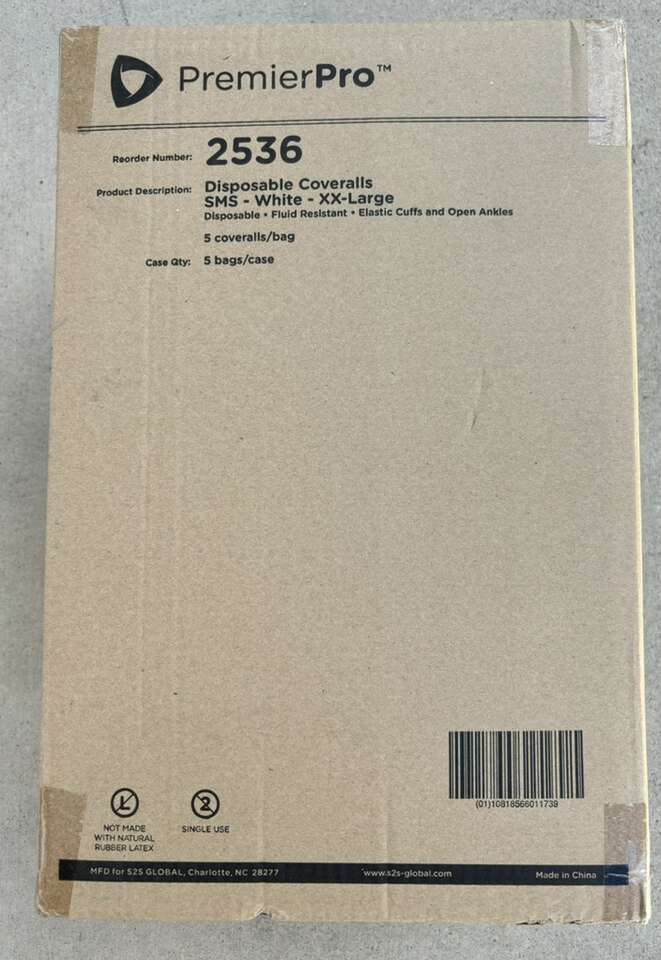 PremierPro™
Reorder Number: 2536
Product Description: Disposable Coveralls
SMS - White - XX-Large
Disposable • Fluid Resistant • Elastic Cuffs and Open Ankles
5 coveralls/bag
Case Qty: 5 bags/case
(01)10818566011739
2
NOT MADE
WITH NATURAL
RUBBER LATEX
SINGLE USE
MFD for S2S GLOBAL, Charlotte, NC 28277 www.s2s-global.com Made in China